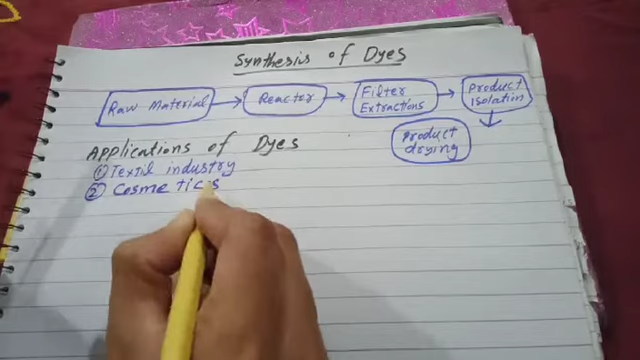 Synthesis of Dyes
Raw Material
Reactor
Filter
Extractions
Product
isolation
Product
drying
Applications of Dyes
① Textil industry
② Cosmetics